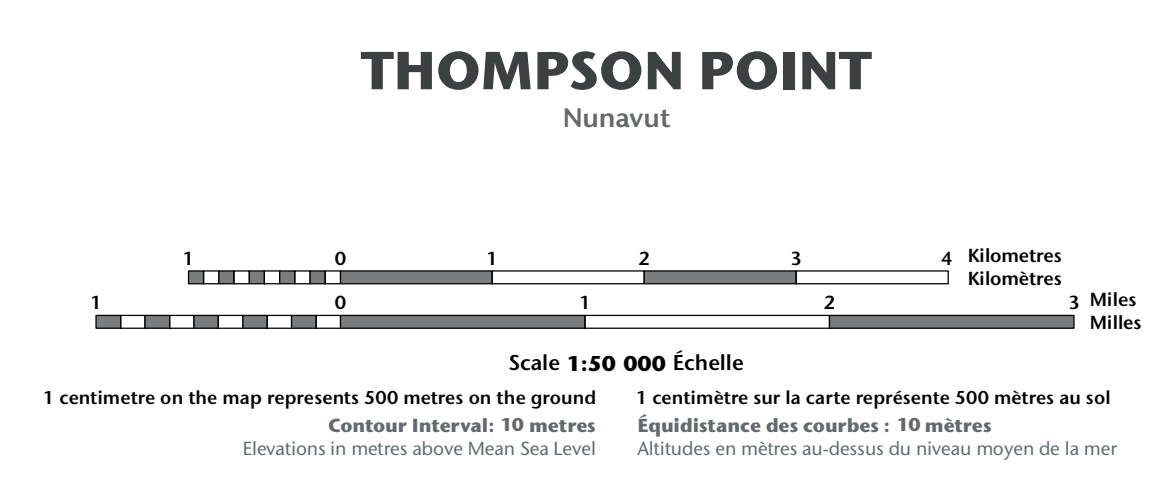 THOMPSON POINT
Nunavut
1 0 1 2 3 4 Kilometres
Kilomètres
1 0 1 2 3 Miles
Milles
Scale 1:50 000 Échelle
1 centimetre on the map represents 500 metres on the ground
Contour Interval: 10 metres
Elevations in metres above Mean Sea Level
1 centimètre sur la carte représente 500 mètres au sol
Équidistance des courbes : 10 mètres
Altitudes en mètres au-dessus du niveau moyen de la mer